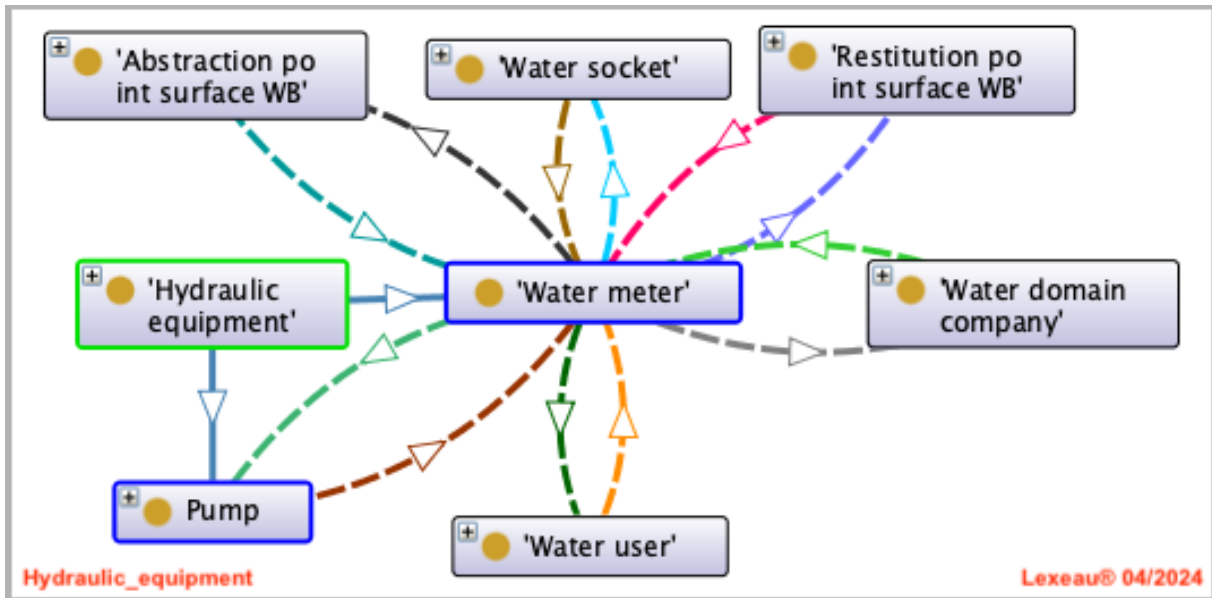 'Abstraction po
int surface WB'
'Water socket'
'Restitution po
int surface WB'
'Hydraulic
equipment'
'Water meter'
'Water domain
company'
Pump
'Water user'
Hydraulic_equipment
Lexeau® 04/2024